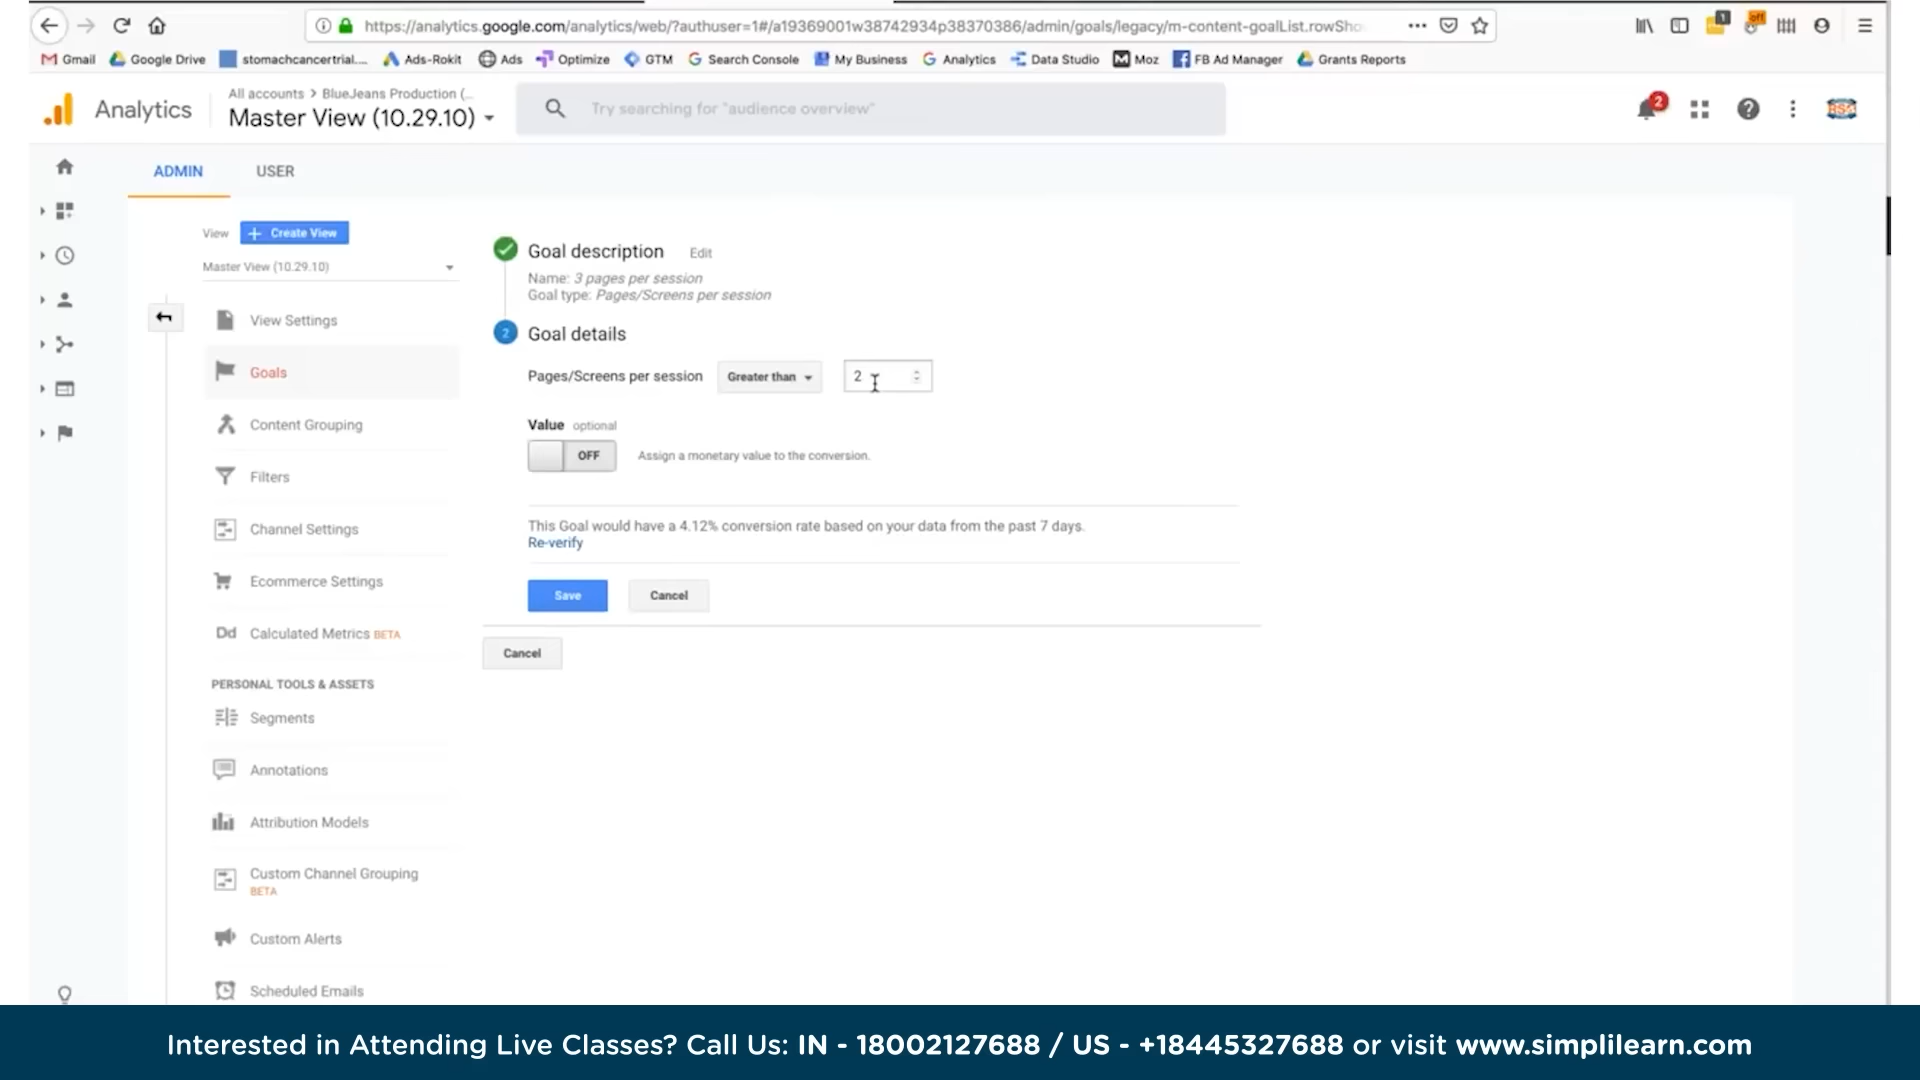 https://analytics.google.com/analytics/web/?authuser=1#/a19369001w38742934p38370386/admin/goals/legacy/m-content-goalList.rowSho
1
off
Gmail Google Drive stomachcancertrial.... Ads-Rokit Ads Optimize GTM Search Console My Business Analytics Data Studio Moz FB Ad Manager Grants Reports
Analytics
All accounts > BlueJeans Production (...
Master View (10.29.10)
Try searching for "audience overview"
2
ADMIN USER
View + Create View
Master View (10.29.10)
View Settings
Goals
Content Grouping
Filters
Channel Settings
Ecommerce Settings
Dd Calculated Metrics BETA
PERSONAL TOOLS & ASSETS
Segments
Annotations
Attribution Models
Custom Channel Grouping
BETA
Custom Alerts
Scheduled Emails
Goal description Edit
Name: 3 pages per session
Goal type: Pages/Screens per session
2 Goal details
Pages/Screens per session Greater than 2
Value optional
OFF Assign a monetary value to the conversion.
This Goal would have a 4.12% conversion rate based on your data from the past 7 days.
Re-verify
Save Cancel
Cancel
Interested in Attending Live Classes? Call Us: IN - 18002127688 / US - +18445327688 or visit www.simplilearn.com